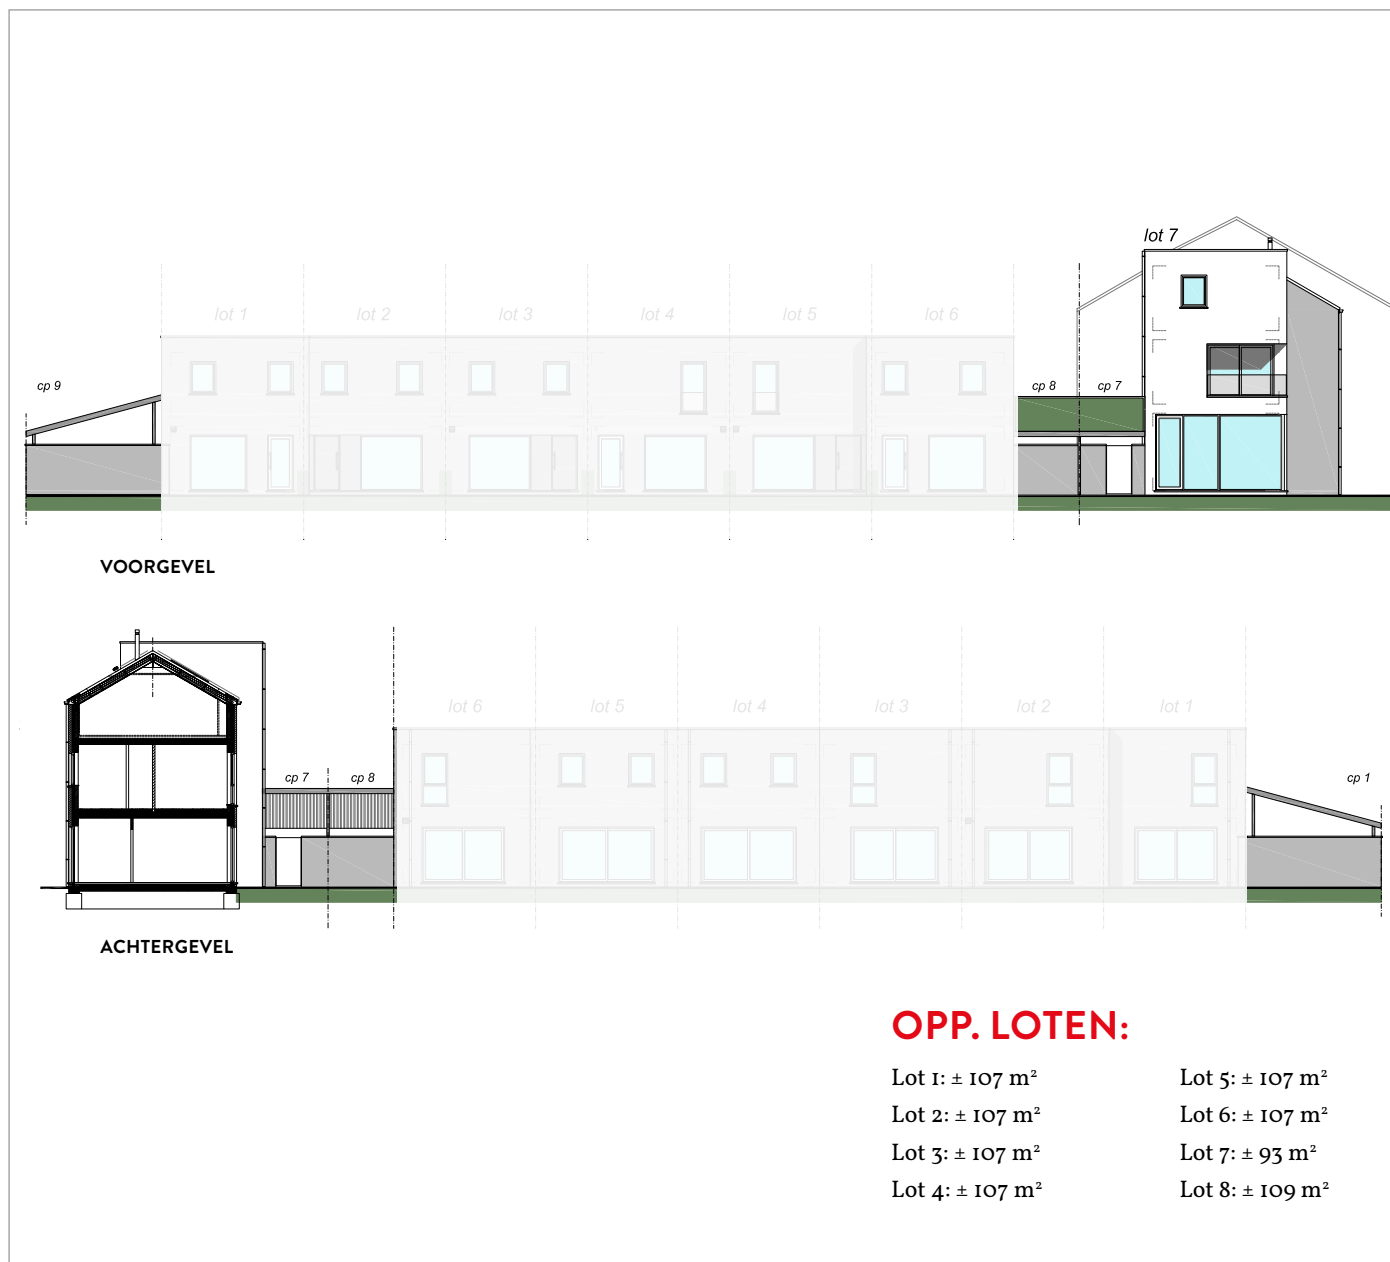 lot 7
lot 1 lot 2 lot 3 lot 4 lot 5 lot 6
cp 9 cp 8 cp 7
VOORGEVEL
lot 6 lot 5 lot 4 lot 3 lot 2 lot 1
cp 7 cp 8 cp 1
ACHTERGEVEL
OPP. LOTEN:
Lot 1: ± 107 m²
Lot 2: ± 107 m²
Lot 3: ± 107 m²
Lot 4: ± 107 m²
Lot 5: ± 107 m²
Lot 6: ± 107 m²
Lot 7: ± 93 m²
Lot 8: ± 109 m²